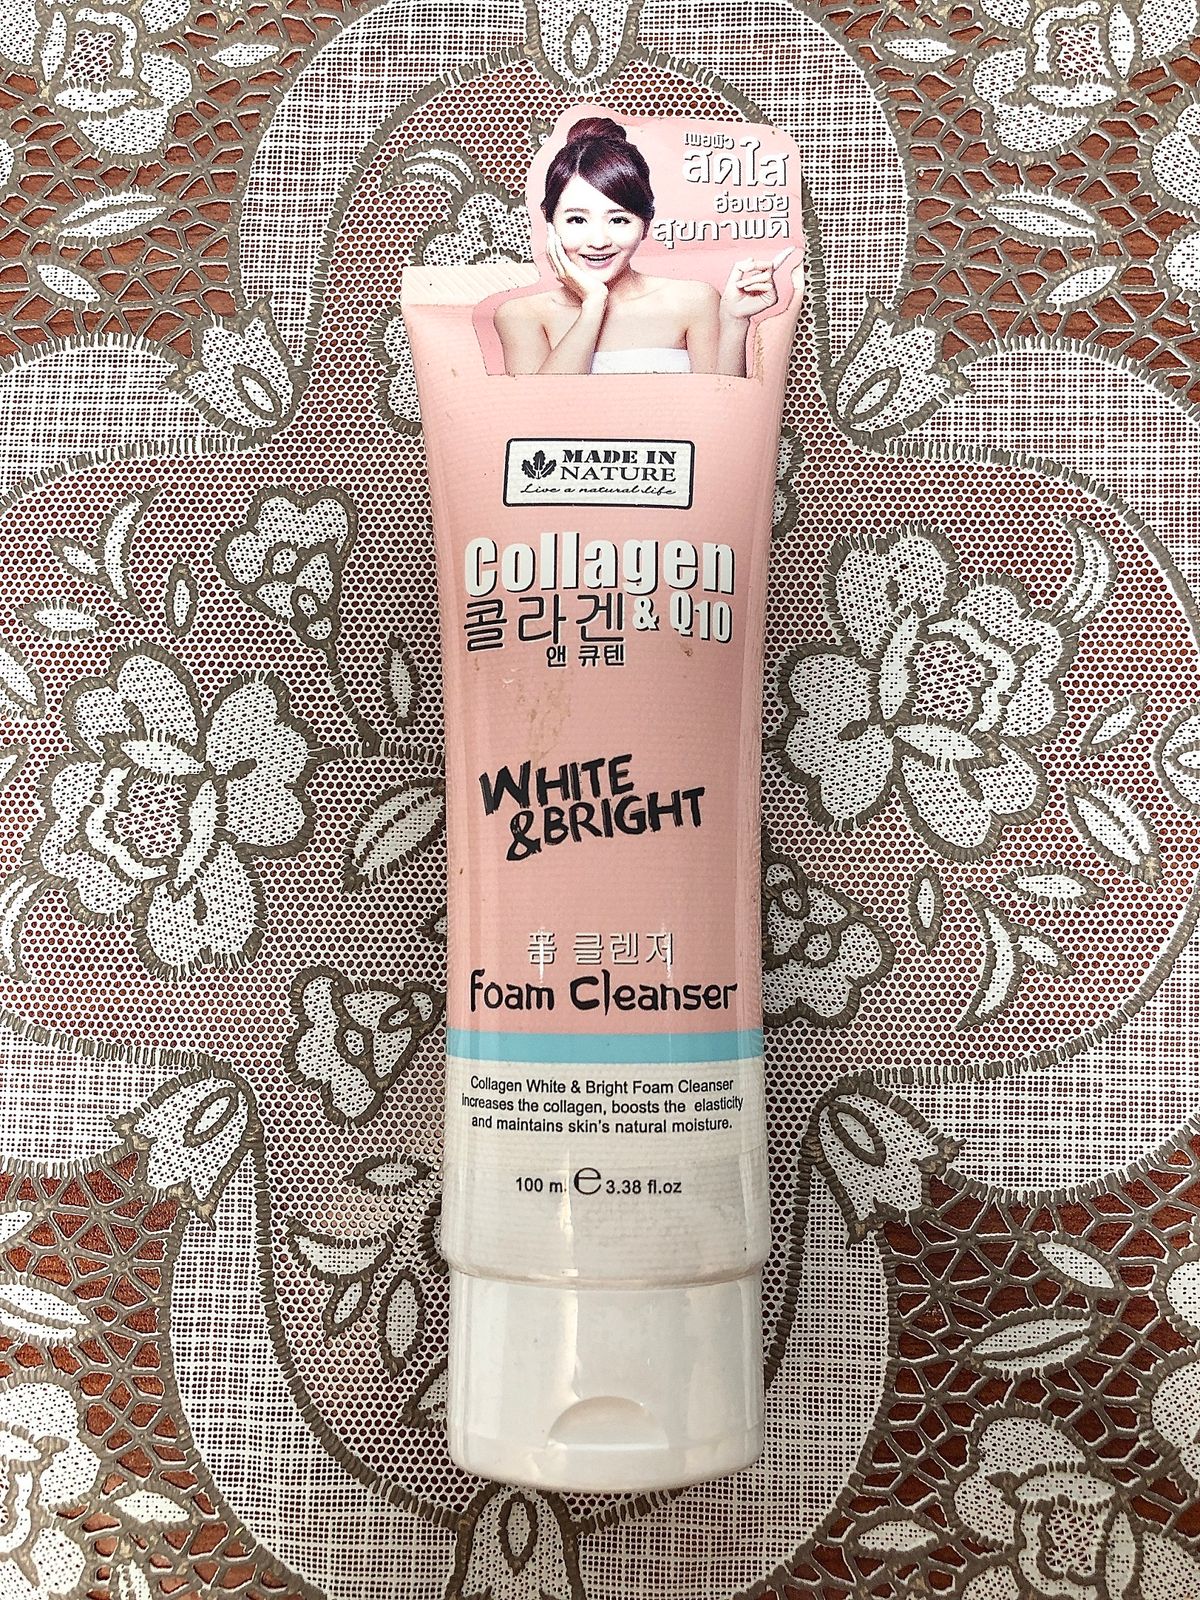 เผยผิว
สดใส
อ่อนวัย
สุขภาพดี
MADE IN
NATURE
Live a natural life
Collagen
콜라겐 & Q10
앤 큐텐
WHITE
&BRIGHT
폼 클렌저
Foam Cleanser
Collagen White & Bright Foam Cleanser
Increases the collagen, boosts the elasticity
and maintains skin's natural moisture.
100 m. ℮ 3.38 fl.oz